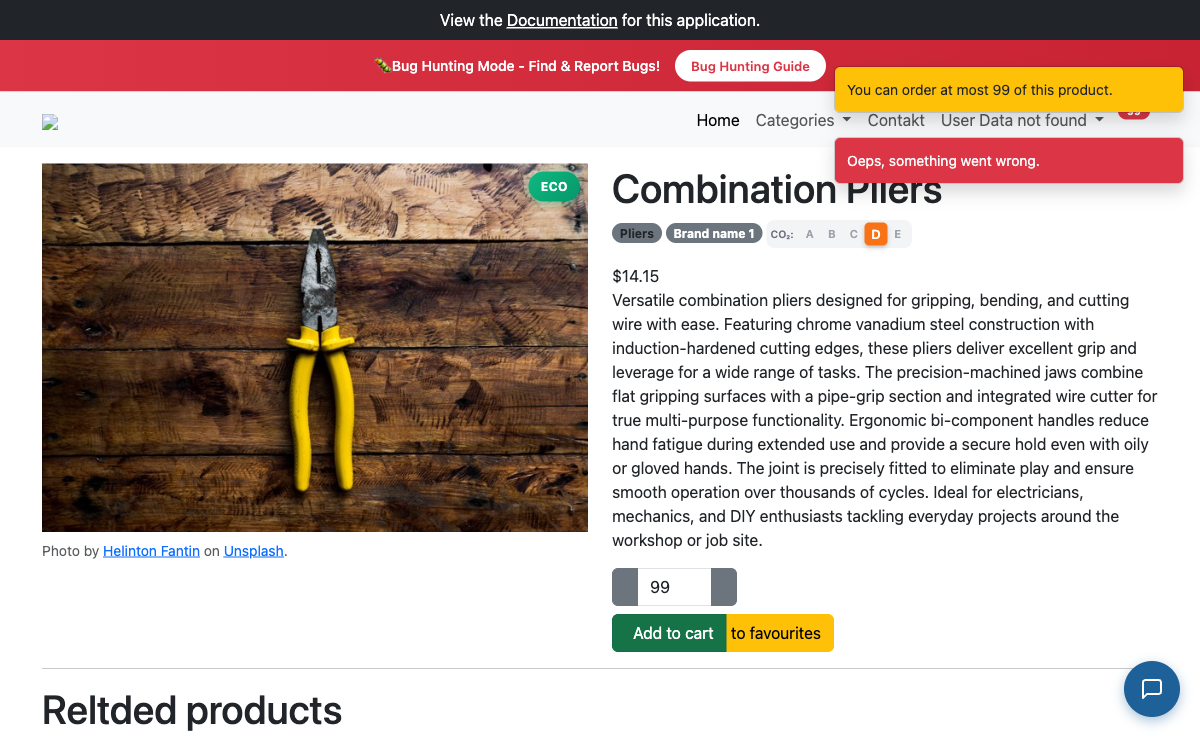 View the Documentation for this application.
🐛Bug Hunting Mode - Find & Report Bugs!
Bug Hunting Guide
You can order at most 99 of this product.
Home
Categories
Contakt
User Data not found
Oeps, something went wrong.
ECO
Combination Pliers
Pliers
Brand name 1
CO₂: A B C D E
$14.15
Versatile combination pliers designed for gripping, bending, and cutting
wire with ease. Featuring chrome vanadium steel construction with
induction-hardened cutting edges, these pliers deliver excellent grip and
leverage for a wide range of tasks. The precision-machined jaws combine
flat gripping surfaces with a pipe-grip section and integrated wire cutter for
true multi-purpose functionality. Ergonomic bi-component handles reduce
hand fatigue during extended use and provide a secure hold even with oily
or gloved hands. The joint is precisely fitted to eliminate play and ensure
smooth operation over thousands of cycles. Ideal for electricians,
mechanics, and DIY enthusiasts tackling everyday projects around the
workshop or job site.
Photo by Helinton Fantin on Unsplash.
99
Add to cart
to favourites
Reltded products